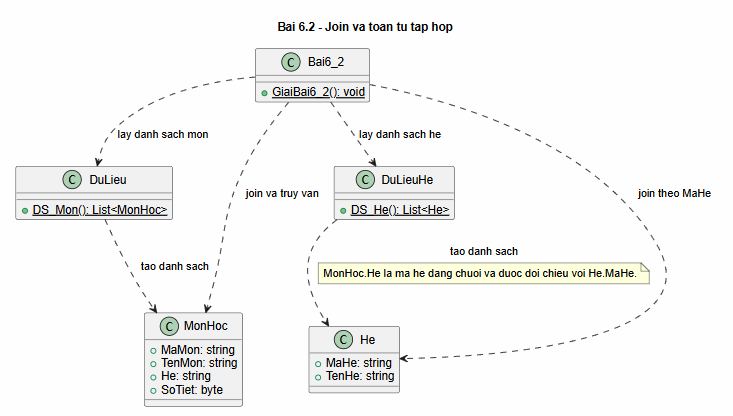 Bai 6.2 - Join va toan tu tap hop
C Bai6_2
GiaiBai6_2(): void
lay danh sach mon
lay danh sach he
C DuLieu
DS_Mon(): List<MonHoc>
join va truy van
C DuLieuHe
DS_He(): List<He>
join theo MaHe
tao danh sach
tao danh sach
MonHoc.He la ma he dang chuoi va duoc doi chieu voi He.MaHe.
C MonHoc
MaMon: string
TenMon: string
He: string
SoTiet: byte
C He
MaHe: string
TenHe: string